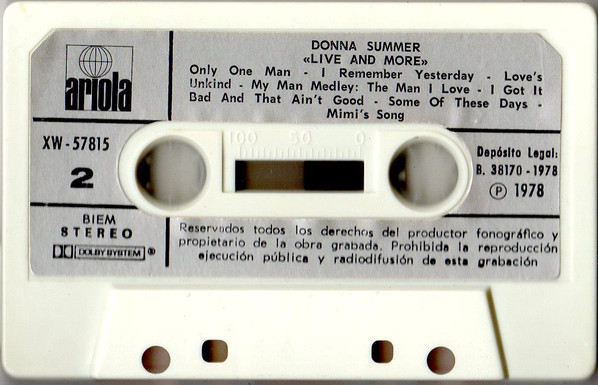 DONNA SUMMER
«LIVE AND MORE»
Only One Man - I Remember Yesterday - Love's
Unkind - My Man Medley: The Man I Love - I Got It
Bad And That Ain't Good - Some Of These Days -
Mimi's Song
ariola
XW-57815
2
100 50 0
Depósito Legal:
B. 38170-1978
Ⓟ 1978
BIEM
STEREO
DOLBY SYSTEM ®
Reservados todos los derechos del productor fonográfico y
propietario de la obra grabada. Prohibida la reproducción
ejecución pública y radiodifusión de esta grabación